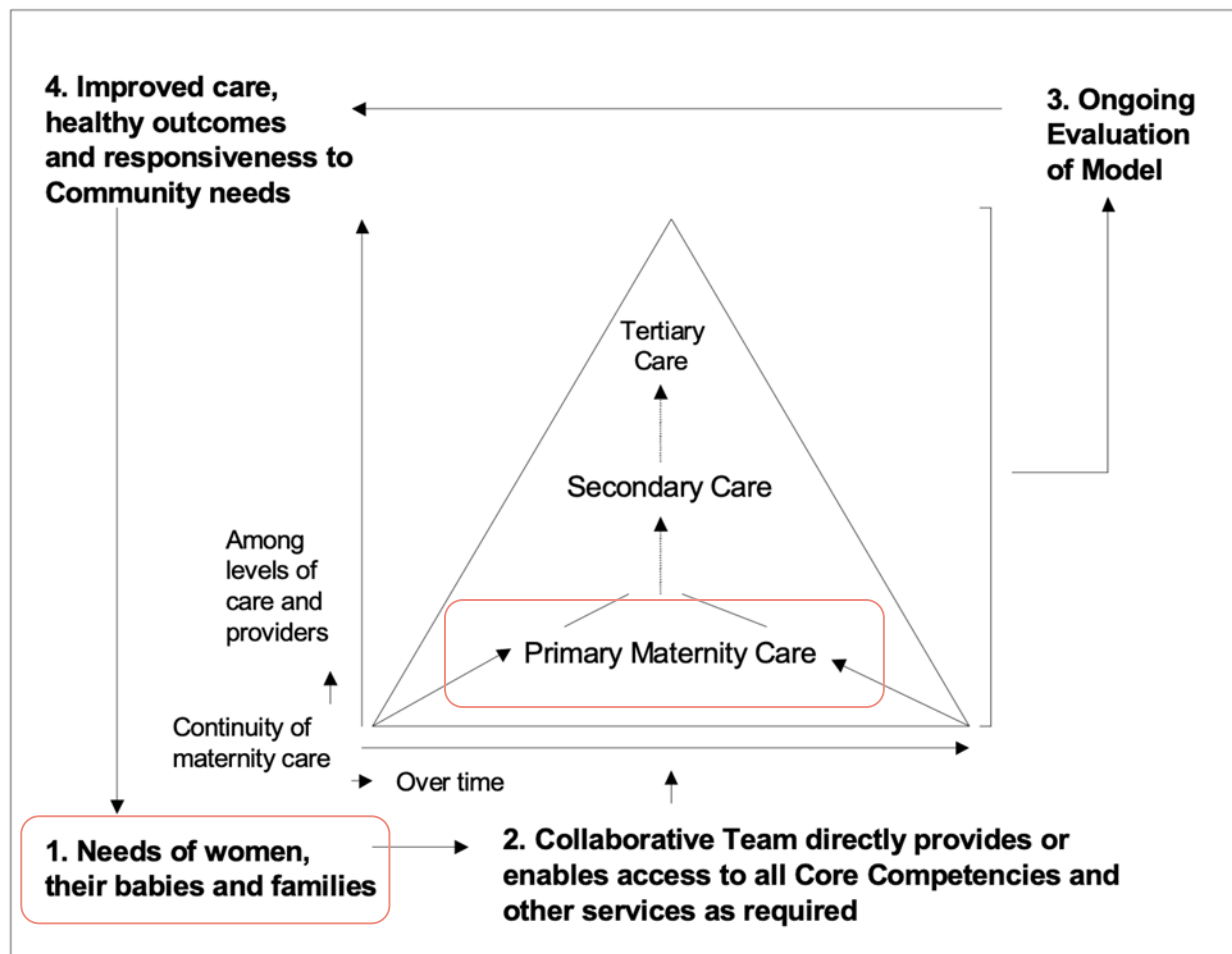 4. Improved care,
healthy outcomes
and responsiveness to
Community needs
3. Ongoing
Evaluation
of Model
Tertiary
Care
Secondary Care
Among
levels of
care and
providers
Primary Maternity Care
Continuity of
maternity care
Over time
1. Needs of women,
their babies and families
2. Collaborative Team directly provides or
enables access to all Core Competencies and
other services as required